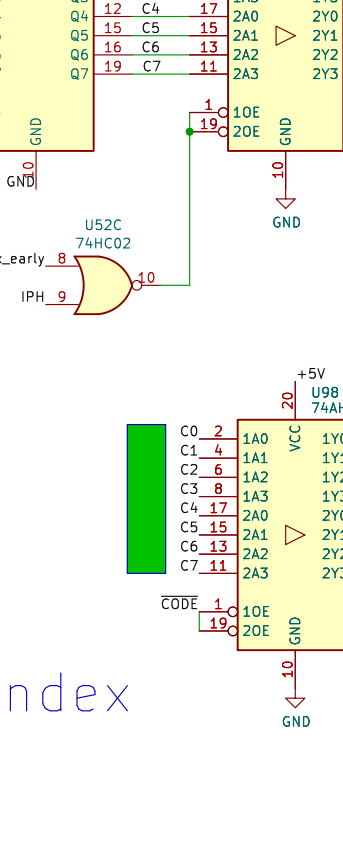 Q4 12 C4 17 2A0 2Y0
Q5 15 C5 15 2A1 2Y1
Q6 16 C6 13 2A2 2Y2
Q7 19 C7 11 2A3 2Y3
1 1OE
19 2OE
GND GND
10 10
GND
GND
U52C
74HC02
x_early 8
10
IPH 9
+5V
20 U98
VCC
C0 2 1A0
C1 4 1A1
C2 6 1A2
C3 8 1A3
C4 17 2A0
C5 15 2A1
C6 13 2A2
C7 11 2A3
CODE 1 1OE
19 2OE
GND
10
ndex
GND